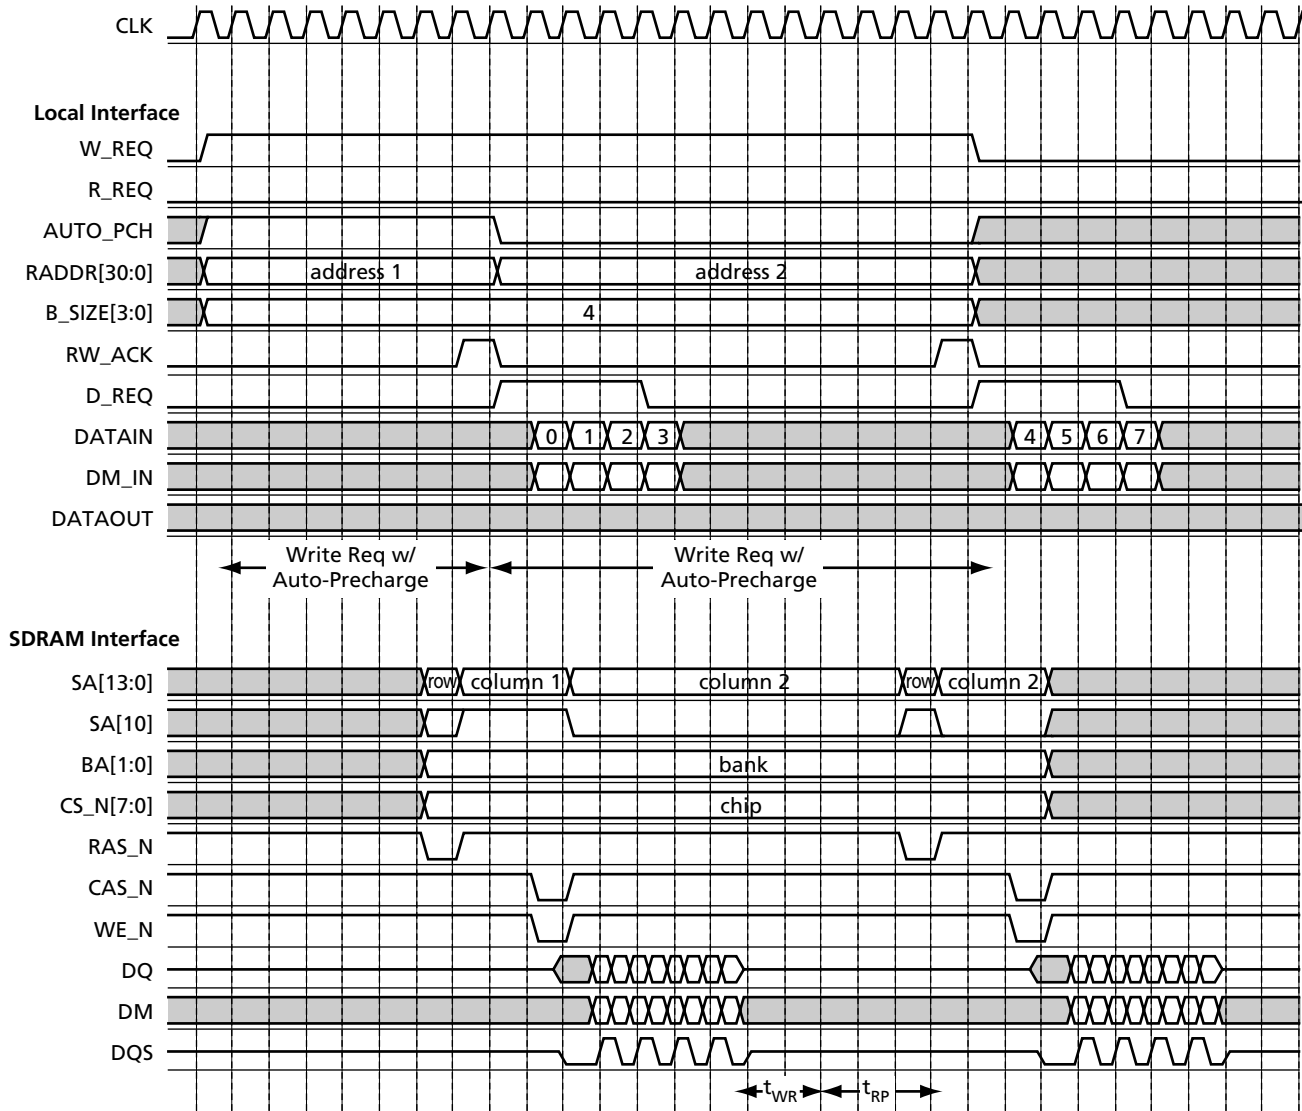 CLK
Local Interface
W_REQ
R_REQ
AUTO_PCH
RADDR[30:0] address 1 address 2
B_SIZE[3:0] 4
RW_ACK
D_REQ
DATAIN 0 1 2 3 4 5 6 7
DM_IN
DATAOUT
Write Req w/ Write Req w/
Auto-Precharge Auto-Precharge
SDRAM Interface
SA[13:0] row column 1 column 2 row column 2
SA[10]
BA[1:0] bank
CS_N[7:0] chip
RAS_N
CAS_N
WE_N
DQ
DM
DQS
tWR tRP